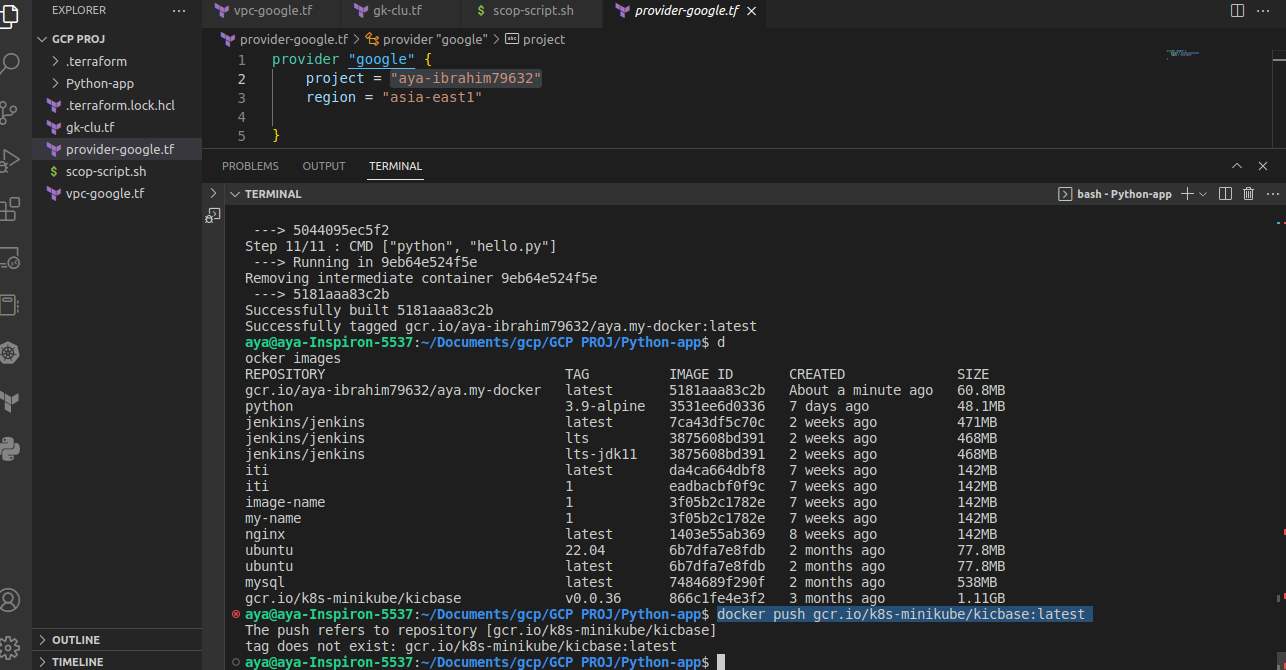 EXPLORER ···
vpc-google.tf gk-clu.tf $ scop-script.sh provider-google.tf
GCP PROJ
.terraform
Python-app
.terraform.lock.hcl
gk-clu.tf
provider-google.tf
$ scop-script.sh
vpc-google.tf
OUTLINE
TIMELINE
provider-google.tf > provider "google" > abc project
1 provider "google" {
2 project = "aya-ibrahim79632"
3 region = "asia-east1"
4
5 }
PROBLEMS OUTPUT TERMINAL
TERMINAL bash - Python-app
---> 5044095ec5f2
Step 11/11 : CMD ["python", "hello.py"]
---> Running in 9eb64e524f5e
Removing intermediate container 9eb64e524f5e
---> 5181aaa83c2b
Successfully built 5181aaa83c2b
Successfully tagged gcr.io/aya-ibrahim79632/aya.my-docker:latest
aya@aya-Inspiron-5537:~/Documents/gcp/GCP PROJ/Python-app$ d
ocker images
REPOSITORY TAG IMAGE ID CREATED SIZE
gcr.io/aya-ibrahim79632/aya.my-docker latest 5181aaa83c2b About a minute ago 60.8MB
python 3.9-alpine 3531ee6d0336 7 days ago 48.1MB
jenkins/jenkins latest 7ca43df5c70c 2 weeks ago 471MB
jenkins/jenkins lts 3875608bd391 2 weeks ago 468MB
jenkins/jenkins lts-jdk11 3875608bd391 2 weeks ago 468MB
iti latest da4ca664dbf8 7 weeks ago 142MB
iti 1 eadbacbf0f9c 7 weeks ago 142MB
image-name 1 3f05b2c1782e 7 weeks ago 142MB
my-name 1 3f05b2c1782e 7 weeks ago 142MB
nginx latest 1403e55ab369 8 weeks ago 142MB
ubuntu 22.04 6b7dfa7e8fdb 2 months ago 77.8MB
ubuntu latest 6b7dfa7e8fdb 2 months ago 77.8MB
mysql latest 7484689f290f 2 months ago 538MB
gcr.io/k8s-minikube/kicbase v0.0.36 866c1fe4e3f2 3 months ago 1.11GB
aya@aya-Inspiron-5537:~/Documents/gcp/GCP PROJ/Python-app$ docker push gcr.io/k8s-minikube/kicbase:latest
The push refers to repository [gcr.io/k8s-minikube/kicbase]
tag does not exist: gcr.io/k8s-minikube/kicbase:latest
aya@aya-Inspiron-5537:~/Documents/gcp/GCP PROJ/Python-app$